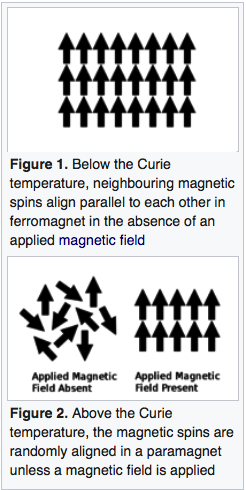 Figure 1. Below the Curie
temperature, neighbouring magnetic
spins align parallel to each other in
ferromagnet in the absence of an
applied magnetic field
Applied Magnetic
Field Absent
Applied Magnetic
Field Present
Figure 2. Above the Curie
temperature, the magnetic spins are
randomly aligned in a paramagnet
unless a magnetic field is applied